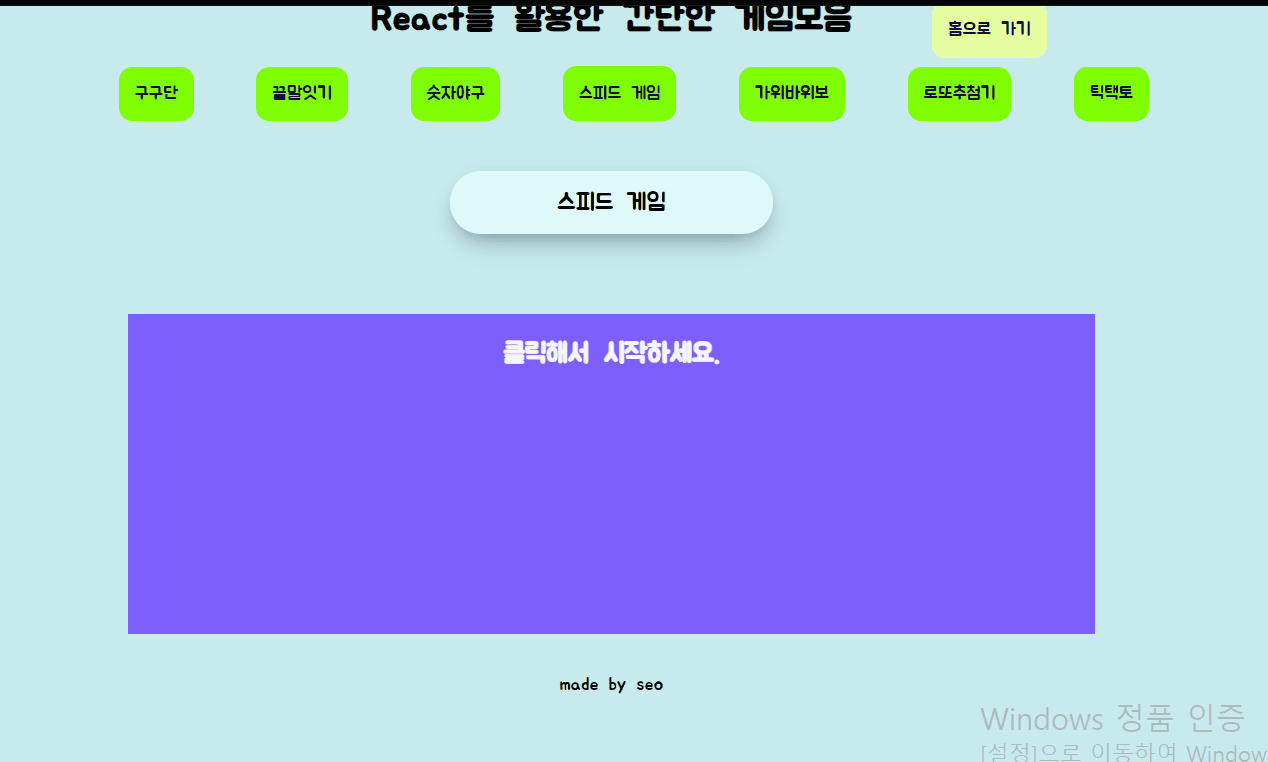 React를 활용한 간단한 게임모음
홈으로 가기
구구단 끝말잇기 숫자야구 스피드 게임 가위바위보 로또추첨기 틱택토
스피드 게임
클릭해서 시작하세요.
made by seo
Windows 정품 인증
[설정]으로 이동하여 Window